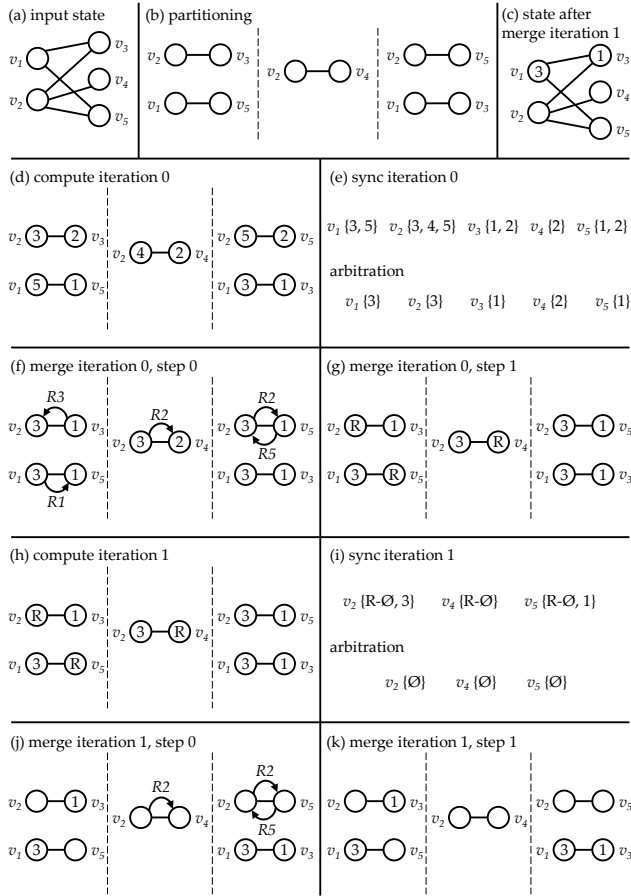 (a) input state
v1
v2
v3
v4
v5
(b) partitioning
v2 v3
v1 v5
v2 v4
v2 v5
v1 v3
(c) state after
merge iteration 1
v1 3
v2
1 v3
v4
v5
(d) compute iteration 0
v2 3 2 v3
v1 5 1 v5
v2 4 2 v4
v2 5 2 v5
v1 3 1 v3
(e) sync iteration 0
v1 {3, 5} v2 {3, 4, 5} v3 {1, 2} v4 {2} v5 {1, 2}
arbitration
v1 {3} v2 {3} v3 {1} v4 {2} v5 {1}
(f) merge iteration 0, step 0
R3
v2 3 1 v3
v1 3 1 v5
R1
R2
v2 3 2 v4
R2
v2 3 1 v5
R5
v1 3 1 v3
(g) merge iteration 0, step 1
v2 R 1 v3
v1 3 R v5
v2 3 R v4
v2 3 1 v5
v1 3 1 v3
(h) compute iteration 1
v2 R 1 v3
v1 3 R v5
v2 3 R v4
v2 3 1 v5
v1 3 1 v3
(i) sync iteration 1
v2 {R-Ø, 3} v4 {R-Ø} v5 {R-Ø, 1}
arbitration
v2 {Ø} v4 {Ø} v5 {Ø}
(j) merge iteration 1, step 0
v2 1 v3
v1 3 v5
R2
v2 v4
R2
v2 v5
R5
v1 3 1 v3
(k) merge iteration 1, step 1
v2 1 v3
v1 3 v5
v2 v4
v2 v5
v1 3 1 v3